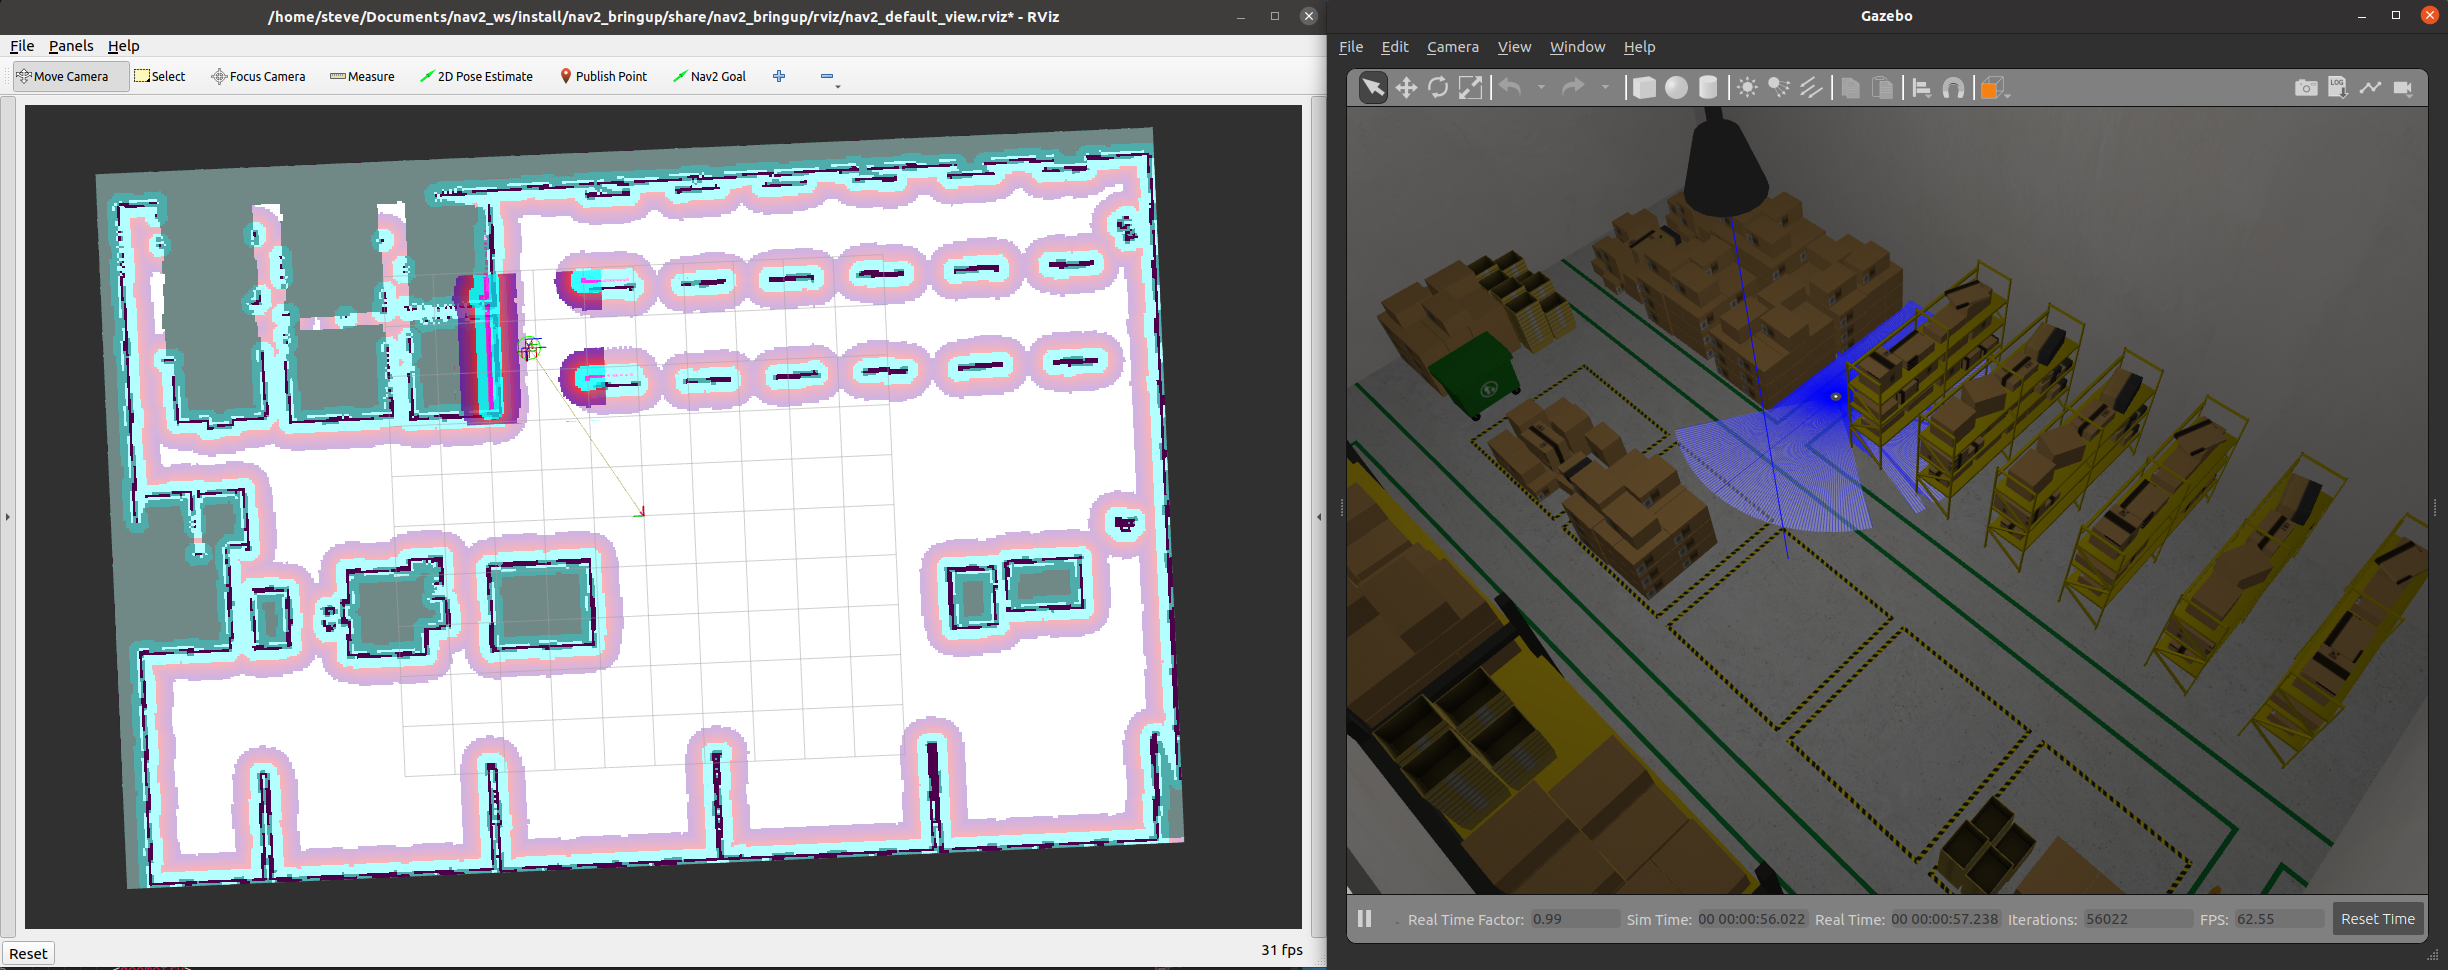 /home/steve/Documents/nav2_ws/install/nav2_bringup/share/nav2_bringup/rviz/nav2_default_view.rviz* - RViz
File Panels Help
Move Camera Select Focus Camera Measure 2D Pose Estimate Publish Point Nav2 Goal
Reset
31 fps
Gazebo
File Edit Camera View Window Help
LOG
Real Time Factor: 0.99 Sim Time: 00 00:00:56.022 Real Time: 00 00:00:57.238 Iterations: 56022 FPS: 62.55 Reset Time